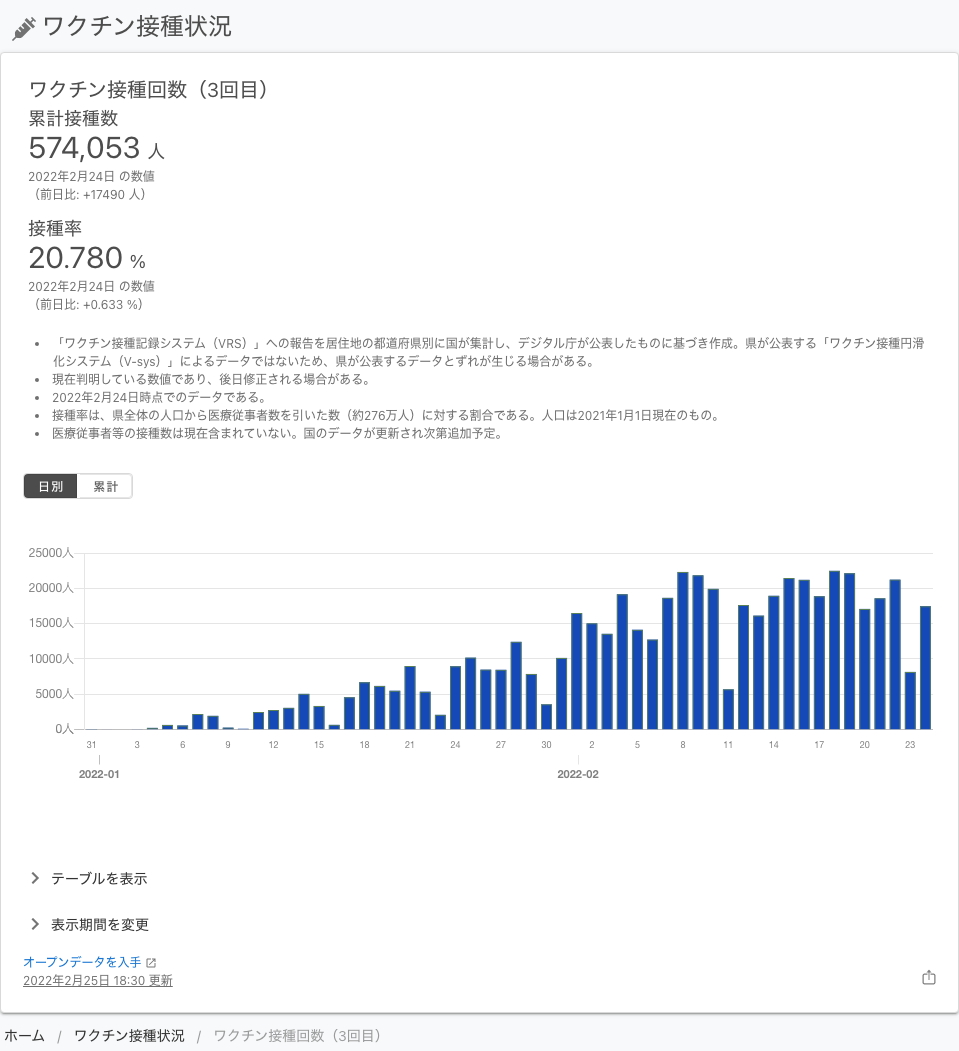 ワクチン接種状況
ワクチン接種回数（3回目）
累計接種数
574,053 人
2022年2月24日 の数値
（前日比: +17490 人）
接種率
20.780 %
2022年2月24日 の数値
（前日比: +0.633 %）
• 「ワクチン接種記録システム（VRS）」への報告を居住地の都道府県別に国が集計し、デジタル庁が公表したものに基づき作成。県が公表する「ワクチン接種円滑
化システム（V-sys）」によるデータではないため、県が公表するデータとずれが生じる場合がある。
• 現在判明している数値であり、後日修正される場合がある。
• 2022年2月24日時点でのデータである。
• 接種率は、県全体の人口から医療従事者数を引いた数（約276万人）に対する割合である。人口は2021年1月1日現在のもの。
• 医療従事者等の接種数は現在含まれていない。国のデータが更新され次第追加予定。
日別 累計
25000人
20000人
15000人
10000人
5000人
0人
31 3 6 9 12 15 18 21 24 27 30 2 5 8 11 14 17 20 23
2022-01 2022-02
テーブルを表示
表示期間を変更
オープンデータを入手
2022年2月25日 18:30 更新
ホーム / ワクチン接種状況 / ワクチン接種回数（3回目）